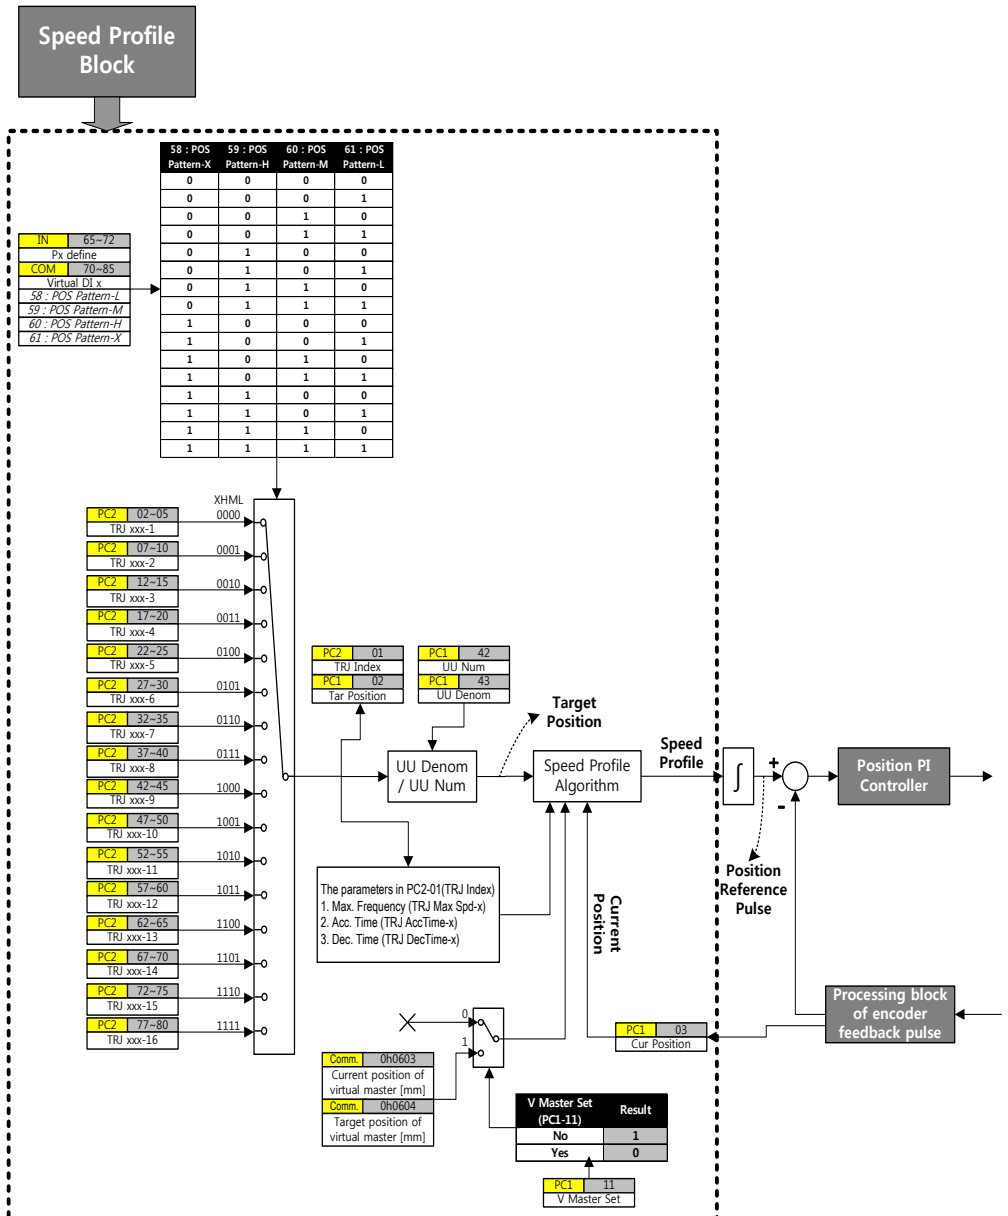 Speed Profile
Block
58 : POS Pattern-X 59 : POS Pattern-H 60 : POS Pattern-M 61 : POS Pattern-L
0 0 0 0
0 0 0 1
0 0 1 0
0 0 1 1
0 1 0 0
0 1 0 1
0 1 1 0
0 1 1 1
1 0 0 0
1 0 0 1
1 0 1 0
1 0 1 1
1 1 0 0
1 1 0 1
1 1 1 0
1 1 1 1
IN 65~72
Px define
COM 70~85
Virtual DI x
58 : POS Pattern-L
59 : POS Pattern-M
60 : POS Pattern-H
61 : POS Pattern-X
XHML
PC2 02~05 0000
TRJ xxx-1
PC2 07~10 0001
TRJ xxx-2
PC2 12~15 0010
TRJ xxx-3
PC2 17~20 0011
TRJ xxx-4
PC2 22~25 0100
TRJ xxx-5
PC2 27~30 0101
TRJ xxx-6
PC2 32~35 0110
TRJ xxx-7
PC2 37~40 0111
TRJ xxx-8
PC2 42~45 1000
TRJ xxx-9
PC2 47~50 1001
TRJ xxx-10
PC2 52~55 1010
TRJ xxx-11
PC2 57~60 1011
TRJ xxx-12
PC2 62~65 1100
TRJ xxx-13
PC2 67~70 1101
TRJ xxx-14
PC2 72~75 1110
TRJ xxx-15
PC2 77~80 1111
TRJ xxx-16
PC2 01
TRJ Index
PC1 02
Tar Position
PC1 42
UU Num
PC1 43
UU Denom
UU Denom
/ UU Num
Target
Position
Speed Profile
Algorithm
Speed
Profile
∫
+
-
Position PI
Controller
Position
Reference
Pulse
The parameters in PC2-01(TRJ Index)
1. Max. Frequency (TRJ Max Spd-x)
2. Acc. Time (TRJ AccTime-x)
3. Dec. Time (TRJ DecTime-x)
Current
Position
Processing block
of encoder
feedback pulse
PC1 03
Cur Position
0
1
Comm. 0h0603
Current position of
virtual master [mm]
Comm. 0h0604
Target position of
virtual master [mm]
V Master Set (PC1-11) Result
No 1
Yes 0
PC1 11
V Master Set